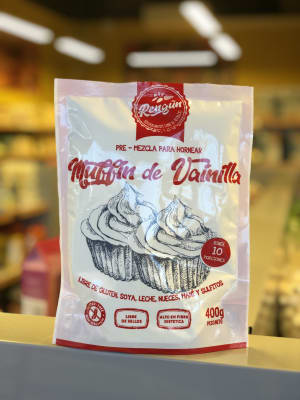 Rengün
PRE - MEZCLA PARA HORNEAR
Muffin de Vainilla
RINDE
10
PORCIONES
LIBRE DE GLUTEN, SOYA, LECHE, NUECES, MANÍ Y SULFITOS
LIBRE
DE SELLOS
ALTO EN FIBRA
DIETÉTICA
400g
PESO NETO